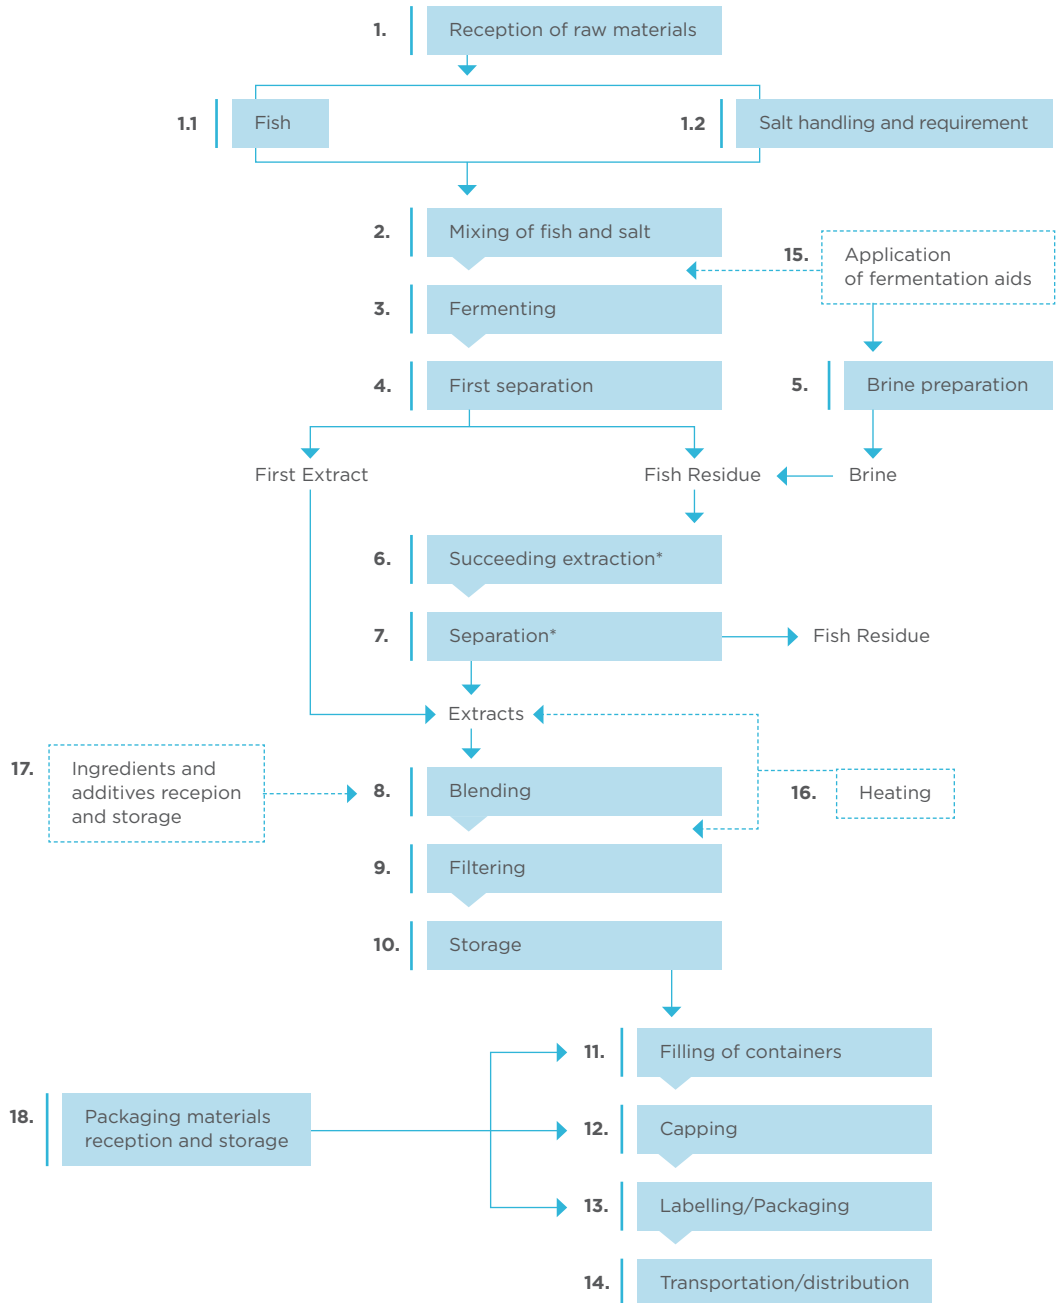 1. Reception of raw materials
1.1 Fish
1.2 Salt handling and requirement
2. Mixing of fish and salt
15. Application
of fermentation aids
3. Fermenting
4. First separation
5. Brine preparation
First Extract
Fish Residue
Brine
6. Succeeding extraction*
7. Separation*
Fish Residue
Extracts
17. Ingredients and
additives recepion
and storage
8. Blending
16. Heating
9. Filtering
10. Storage
11. Filling of containers
18. Packaging materials
reception and storage
12. Capping
13. Labelling/Packaging
14. Transportation/distribution